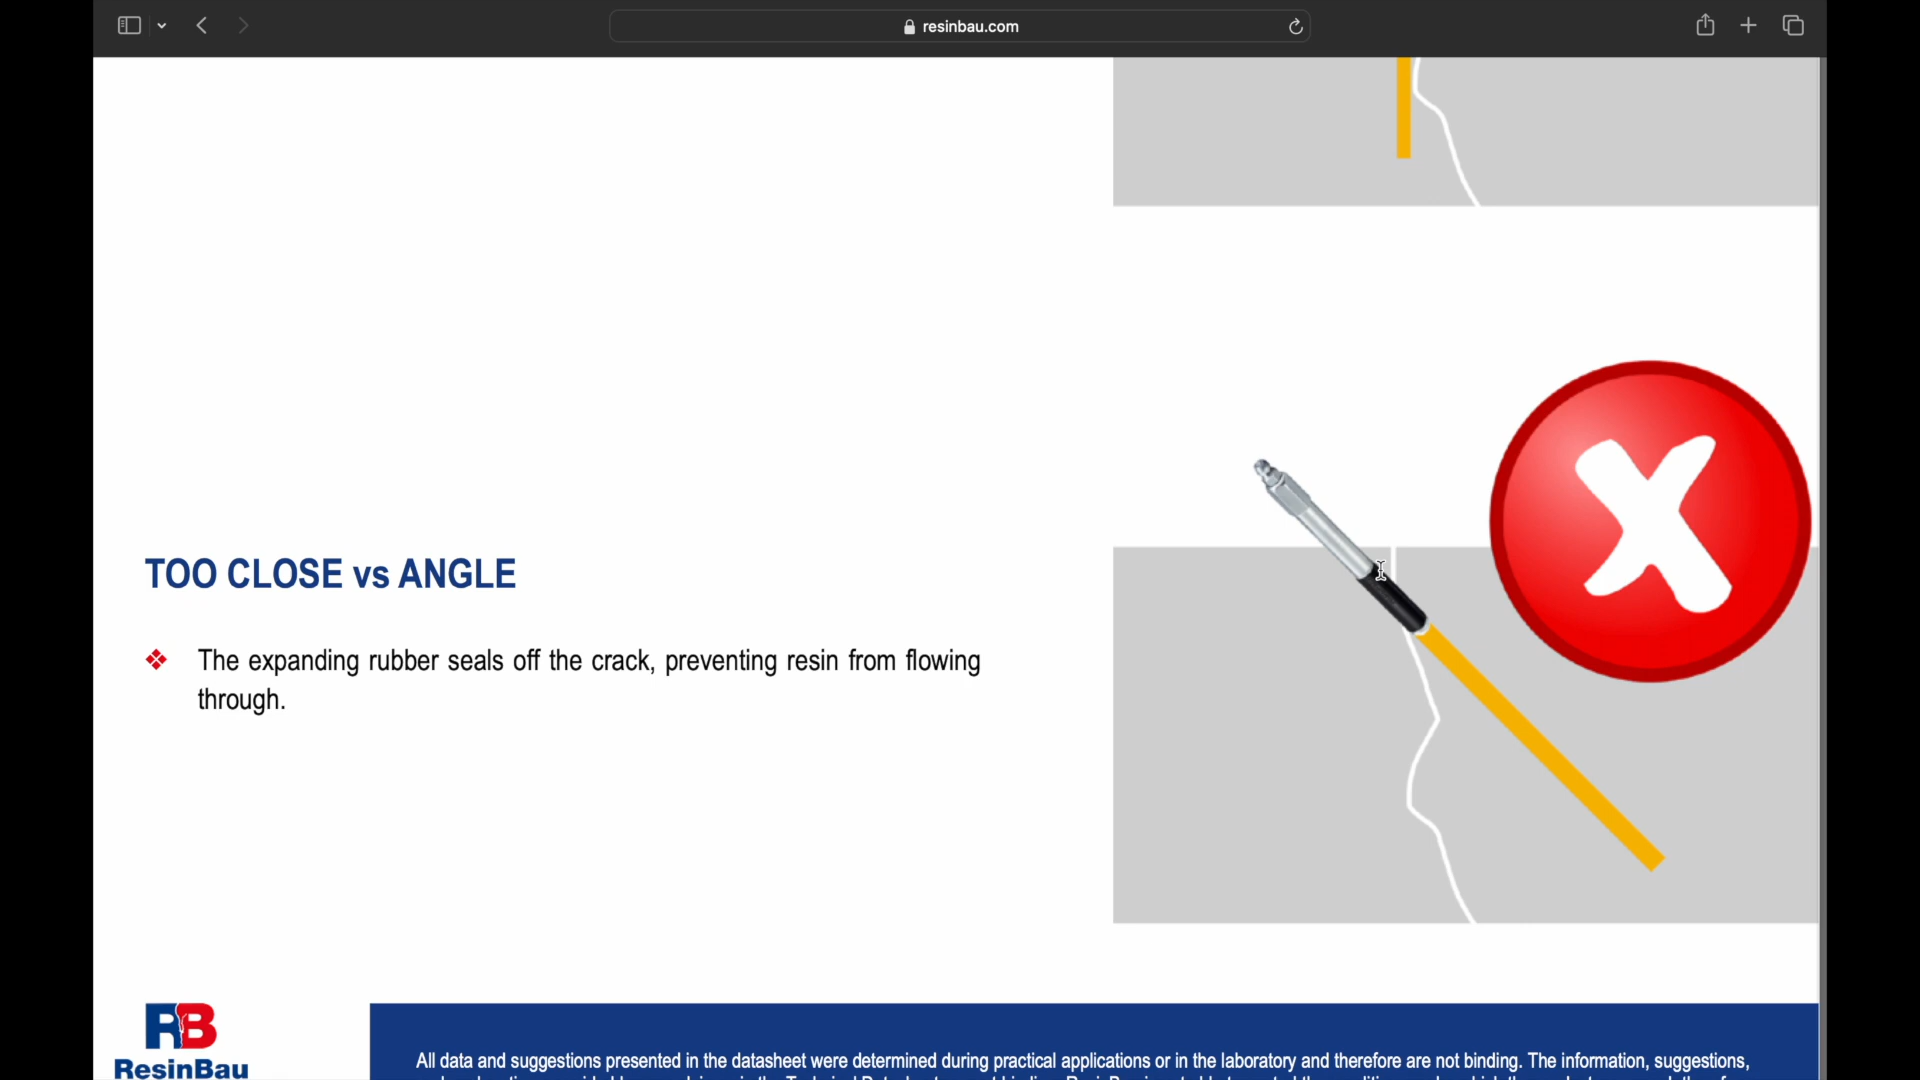 resinbau.com
TOO CLOSE vs ANGLE
The expanding rubber seals off the crack, preventing resin from flowing
through.
RB
ResinBau
All data and suggestions presented in the datasheet were determined during practical applications or in the laboratory and therefore are not binding. The information, suggestions,